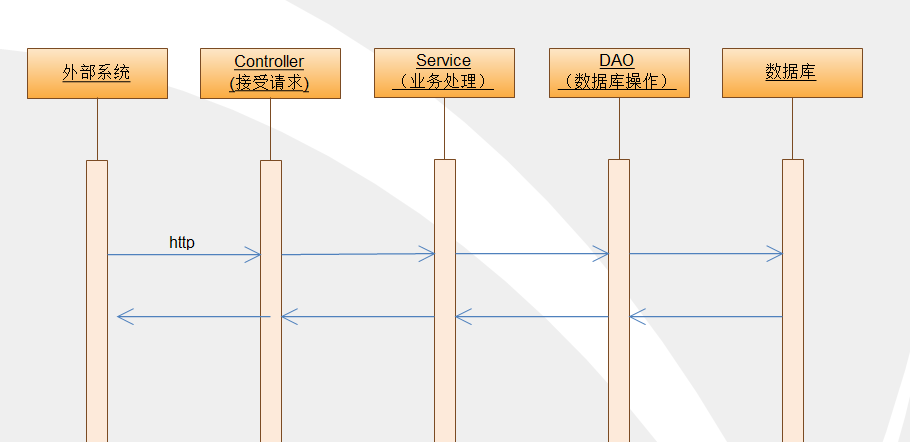 外部系统
Controller
(接受请求)
Service
（业务处理）
DAO
（数据库操作）
数据库
http